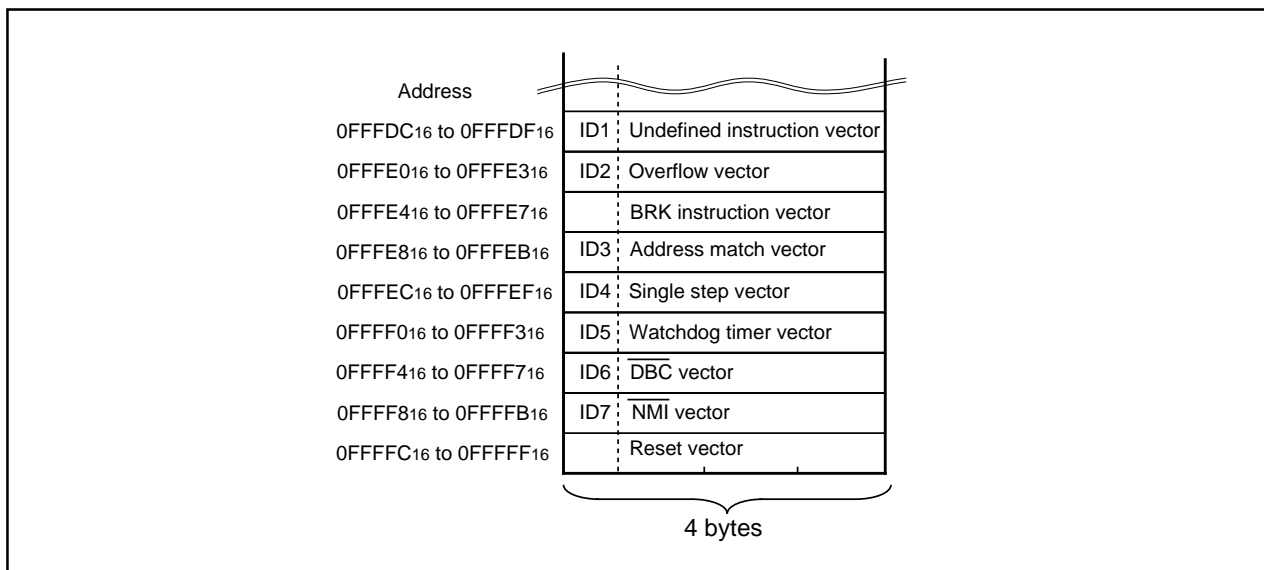 Address
0FFFDC16 to 0FFFDF16 ID1 Undefined instruction vector
0FFFE016 to 0FFFE316 ID2 Overflow vector
0FFFE416 to 0FFFE716 BRK instruction vector
0FFFE816 to 0FFFEB16 ID3 Address match vector
0FFFEC16 to 0FFFEF16 ID4 Single step vector
0FFFF016 to 0FFFF316 ID5 Watchdog timer vector
0FFFF416 to 0FFFF716 ID6 D̅B̅C̅ vector
0FFFF816 to 0FFFFB16 ID7 N̅M̅I̅ vector
0FFFFC16 to 0FFFFF16 Reset vector
4 bytes